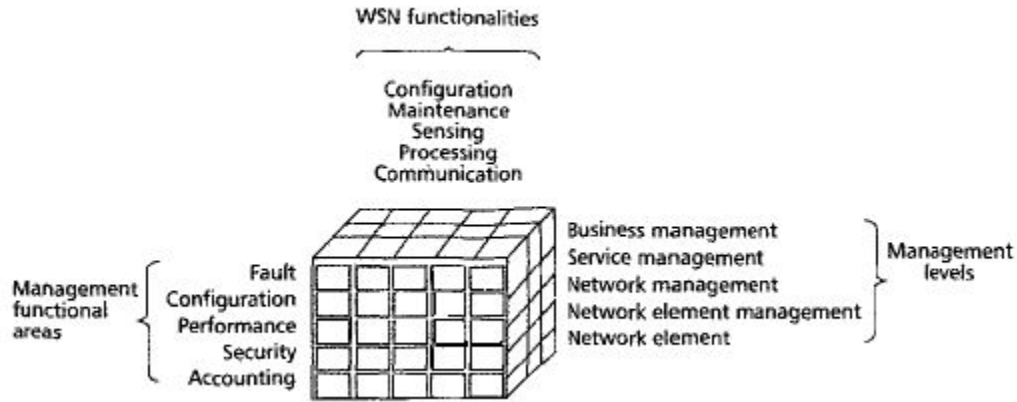 WSN functionalities
Configuration
Maintenance
Sensing
Processing
Communication
Management
functional
areas
Fault
Configuration
Performance
Security
Accounting
Business management
Service management
Network management
Network element management
Network element
Management
levels